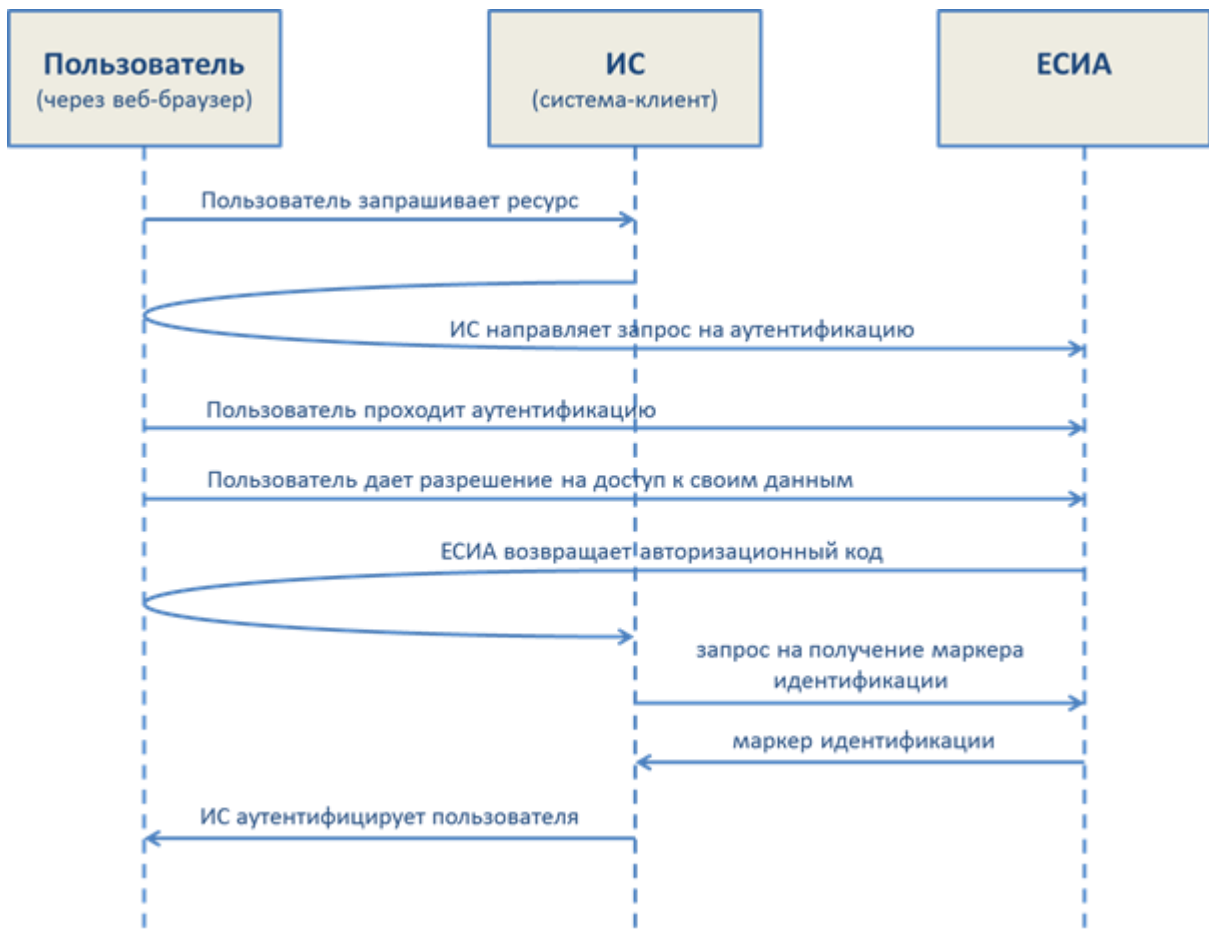 Пользователь
(через веб-браузер)
ИС
(система-клиент)
ЕСИА
Пользователь запрашивает ресурс
ИС направляет запрос на аутентификацию
Пользователь проходит аутентификацию
Пользователь дает разрешение на доступ к своим данным
ЕСИА возвращает авторизационный код
запрос на получение маркера
идентификации
маркер идентификации
ИС аутентифицирует пользователя